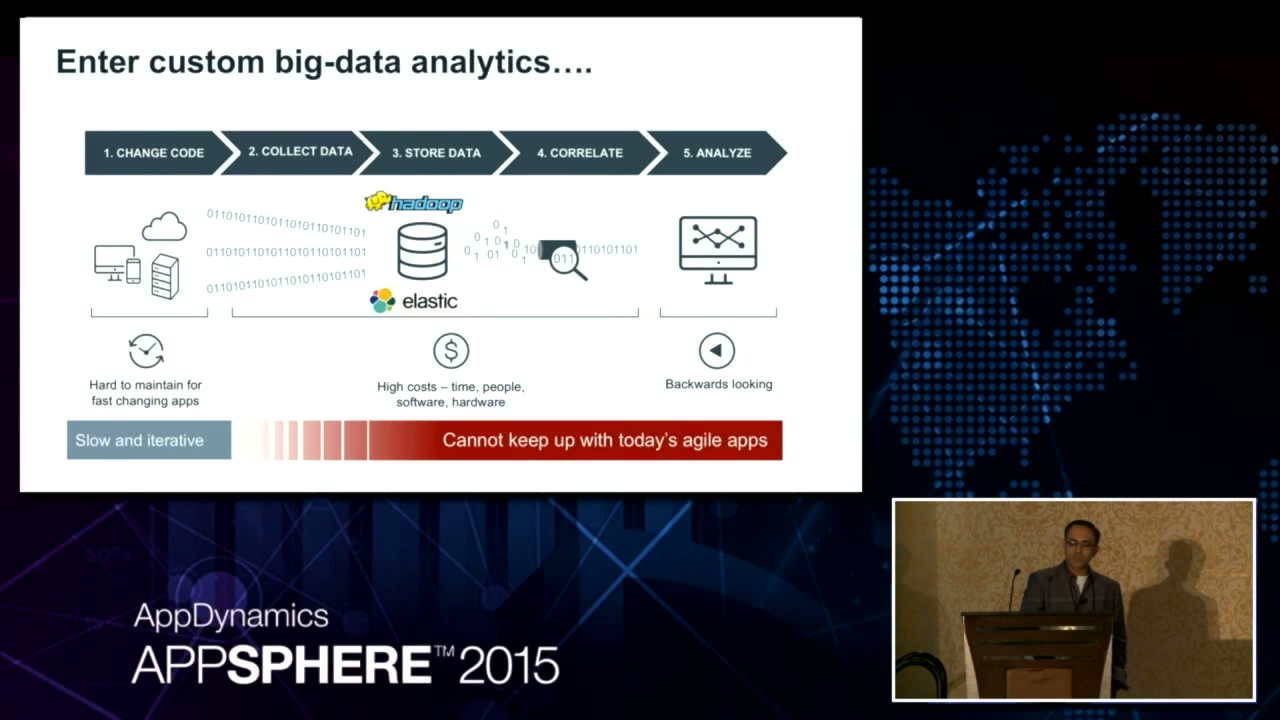 Enter custom big-data analytics....
1. CHANGE CODE
2. COLLECT DATA
3. STORE DATA
4. CORRELATE
5. ANALYZE
hadoop
elastic
Hard to maintain for
fast changing apps
High costs – time, people,
software, hardware
Backwards looking
Slow and iterative
Cannot keep up with today's agile apps
AppDynamics
APPSPHERE™ 2015